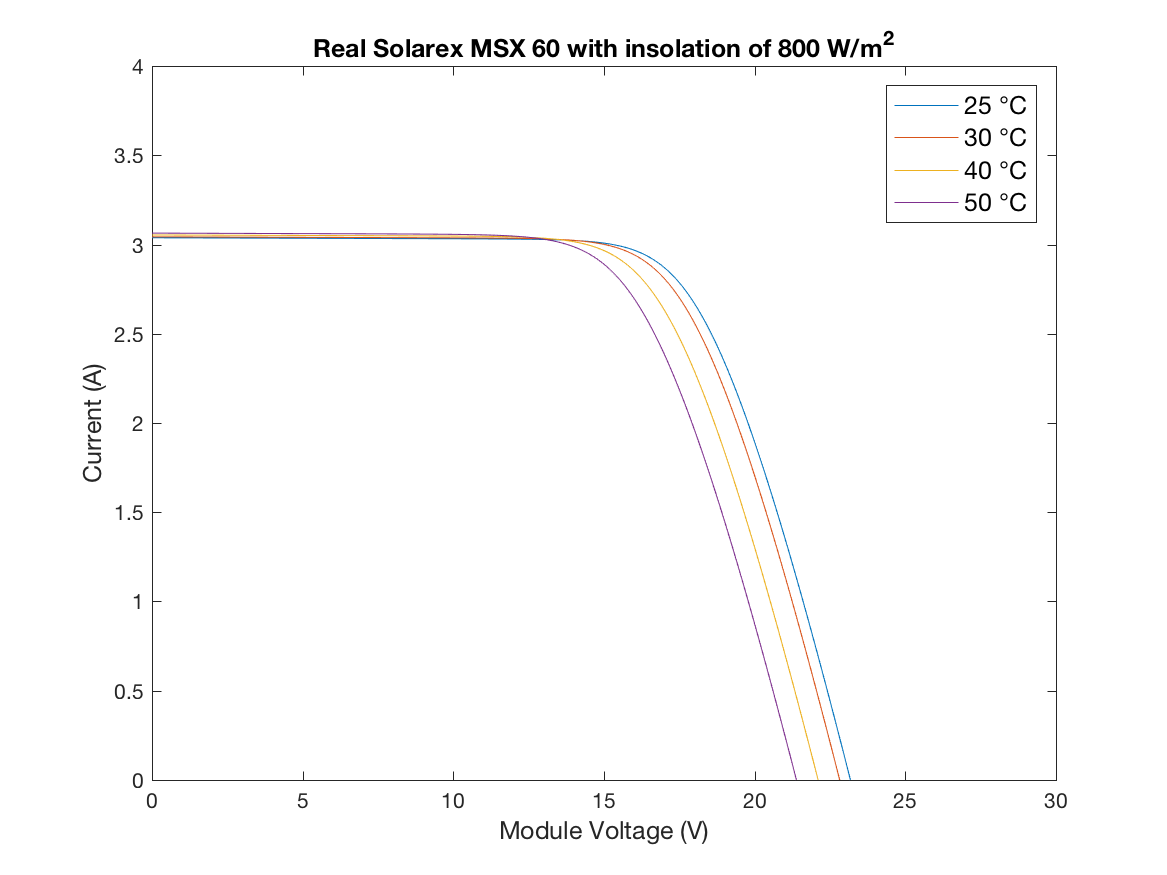 Real Solarex MSX 60 with insolation of 800 W/m²
4
3.5
3
2.5
2
1.5
1
0.5
0
Current (A)
25 °C
30 °C
40 °C
50 °C
0 5 10 15 20 25 30
Module Voltage (V)